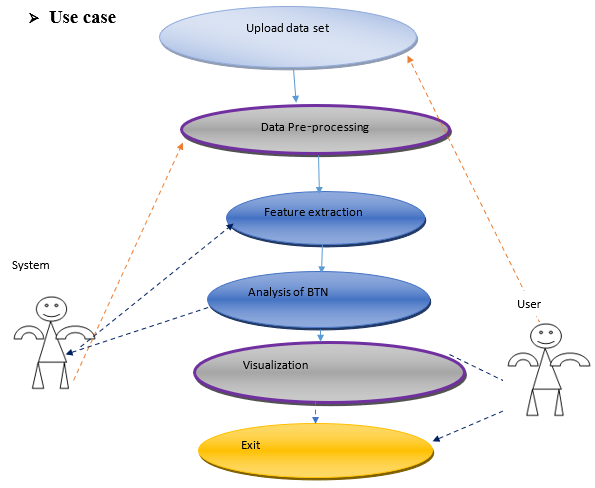 Use case
Upload data set
Data Pre-processing
Feature extraction
System
Analysis of BTN
User
Visualization
Exit